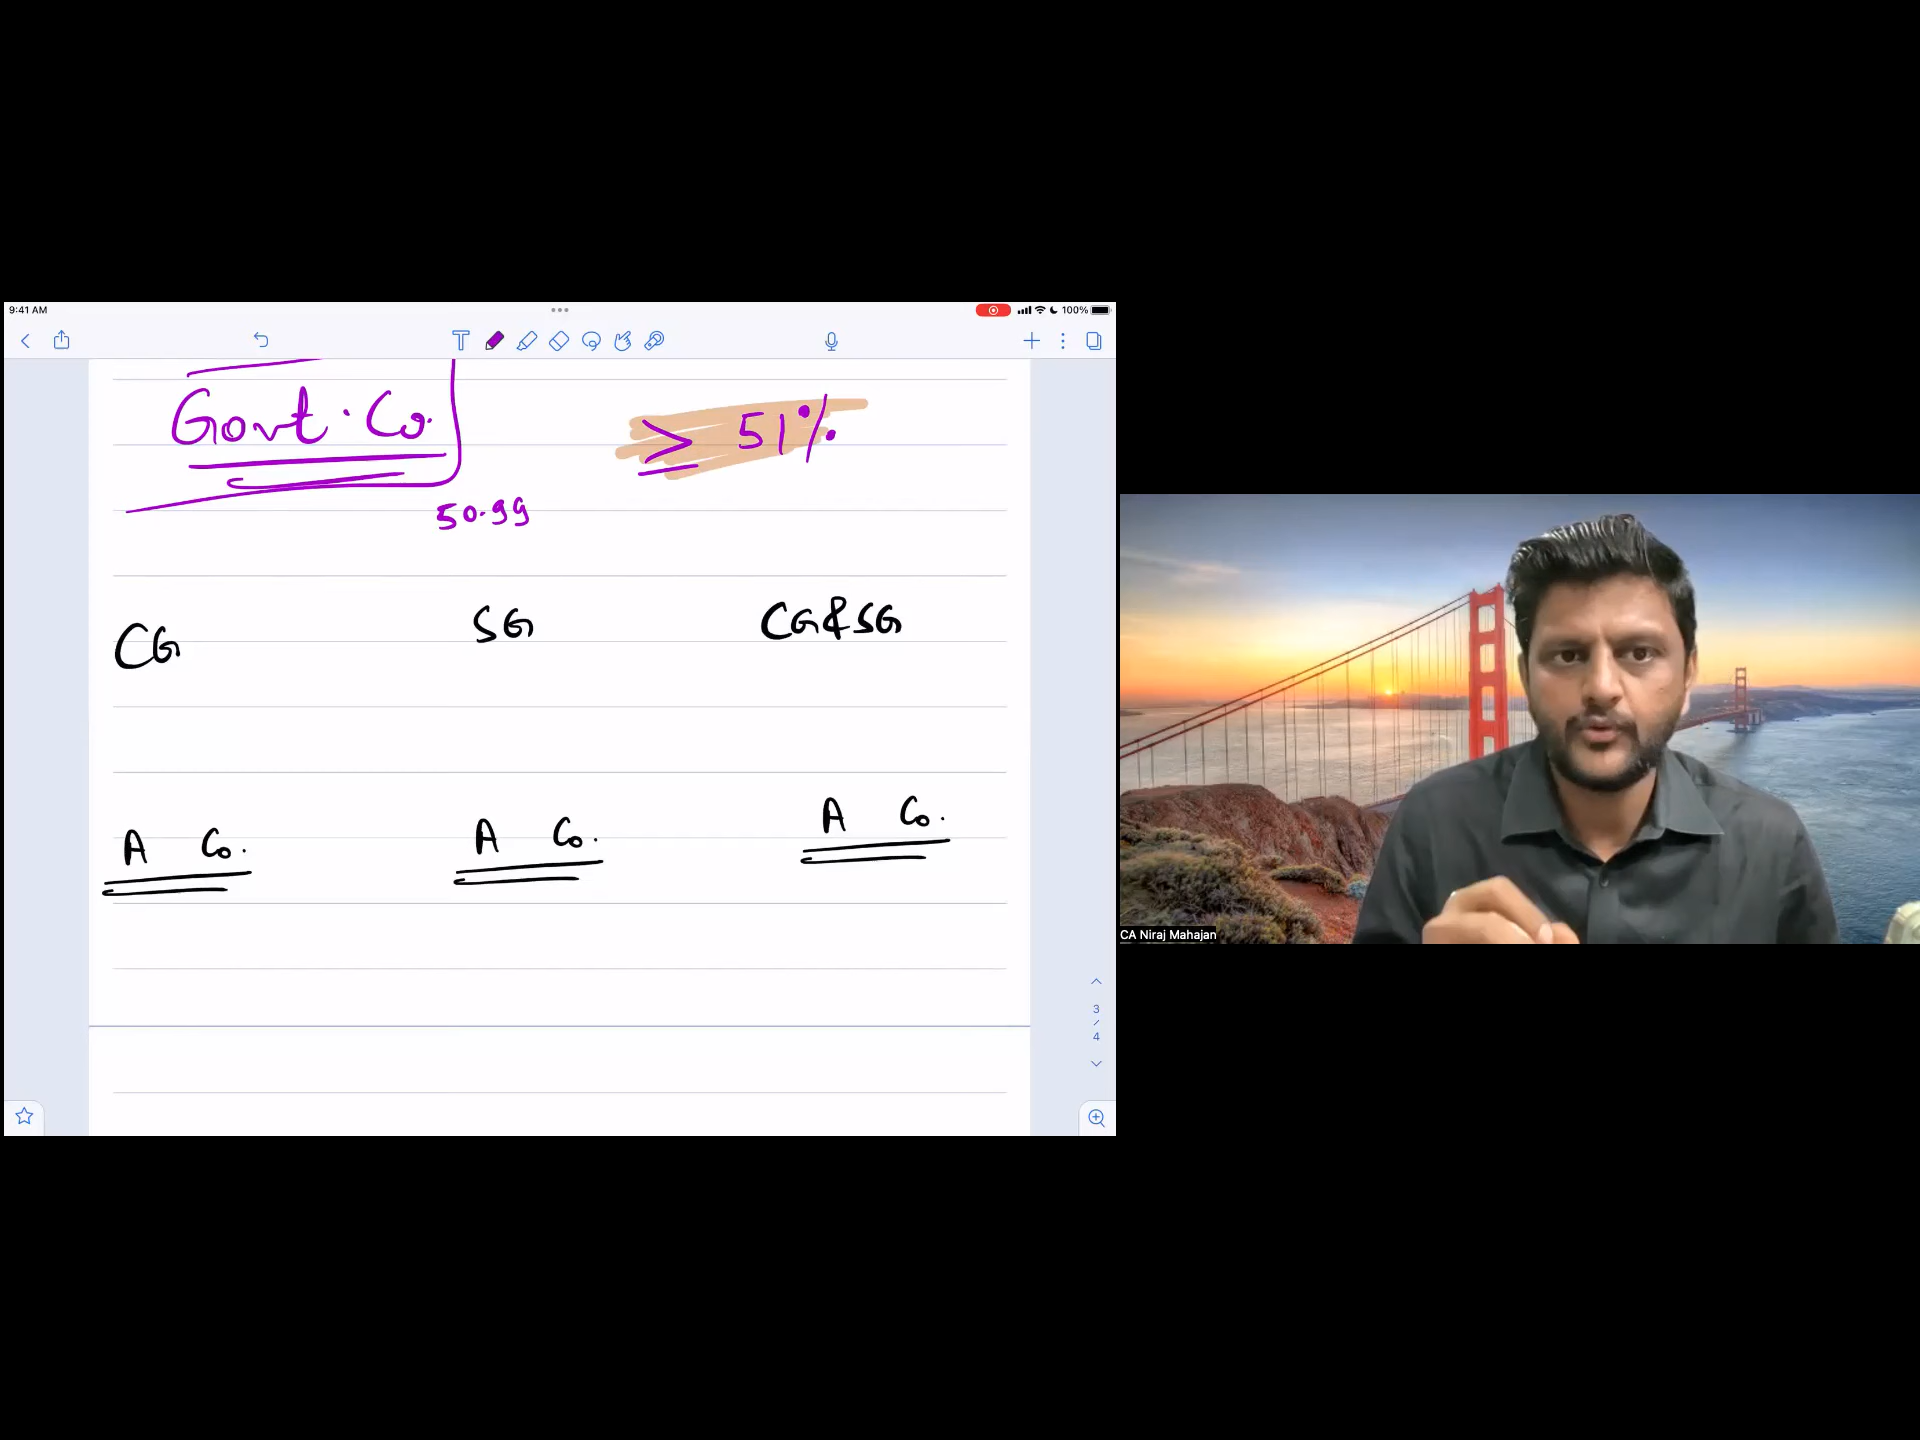 9:41 AM
100%
Govt. Co.
≥ 51%
50.99
CG
SG
CG & SG
A Co.
A Co.
A Co.
CA Niraj Mahajan
3
/
4